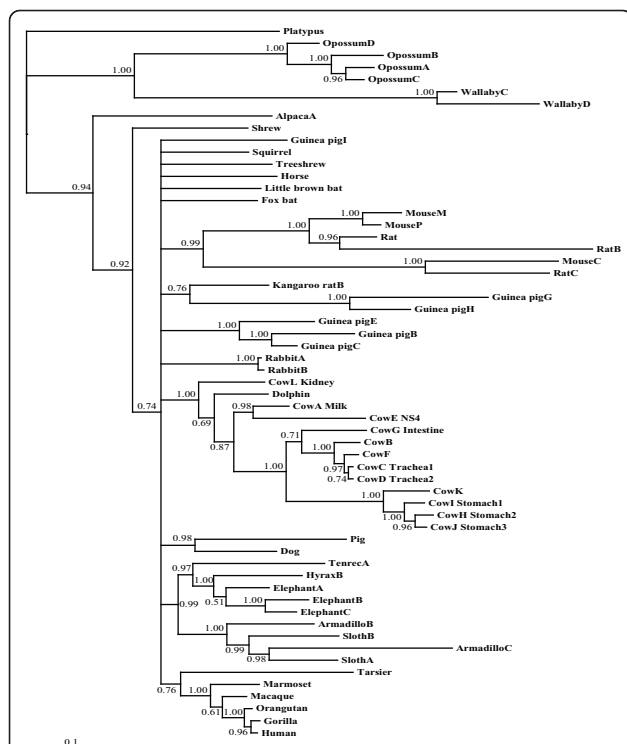 Platypus
OpossumD
1.00
OpossumB
1.00
OpossumA
1.00
0.96
OpossumC
1.00
WallabyC
WallabyD
AlpacaA
Shrew
Guinea pigI
Squirrel
Treeshrew
Horse
0.94
Little brown bat
Fox bat
1.00
MouseM
MouseP
1.00
0.96
Rat
0.99
RatB
1.00
MouseC
0.92
RatC
0.76
Kangaroo ratB
1.00
Guinea pigG
Guinea pigH
1.00
Guinea pigE
1.00
Guinea pigB
Guinea pigC
1.00
RabbitA
RabbitB
1.00
CowL Kidney
Dolphin
0.74
0.69
0.98
CowA Milk
CowE NS4
0.87
0.71
CowG Intestine
1.00
CowB
CowF
1.00
0.97
CowC Trachea1
0.74
CowD Trachea2
1.00
CowK
CowI Stomach1
1.00
CowH Stomach2
0.96
CowJ Stomach3
0.98
Pig
Dog
0.97
TenrecA
1.00
HyraxB
ElephantA
0.51
ElephantB
0.99
1.00
ElephantC
1.00
ArmadilloB
SlothB
0.99
ArmadilloC
0.98
SlothA
Tarsier
0.76
1.00
Marmoset
Macaque
0.61
1.00
Orangutan
Gorilla
0.96
Human
0.1